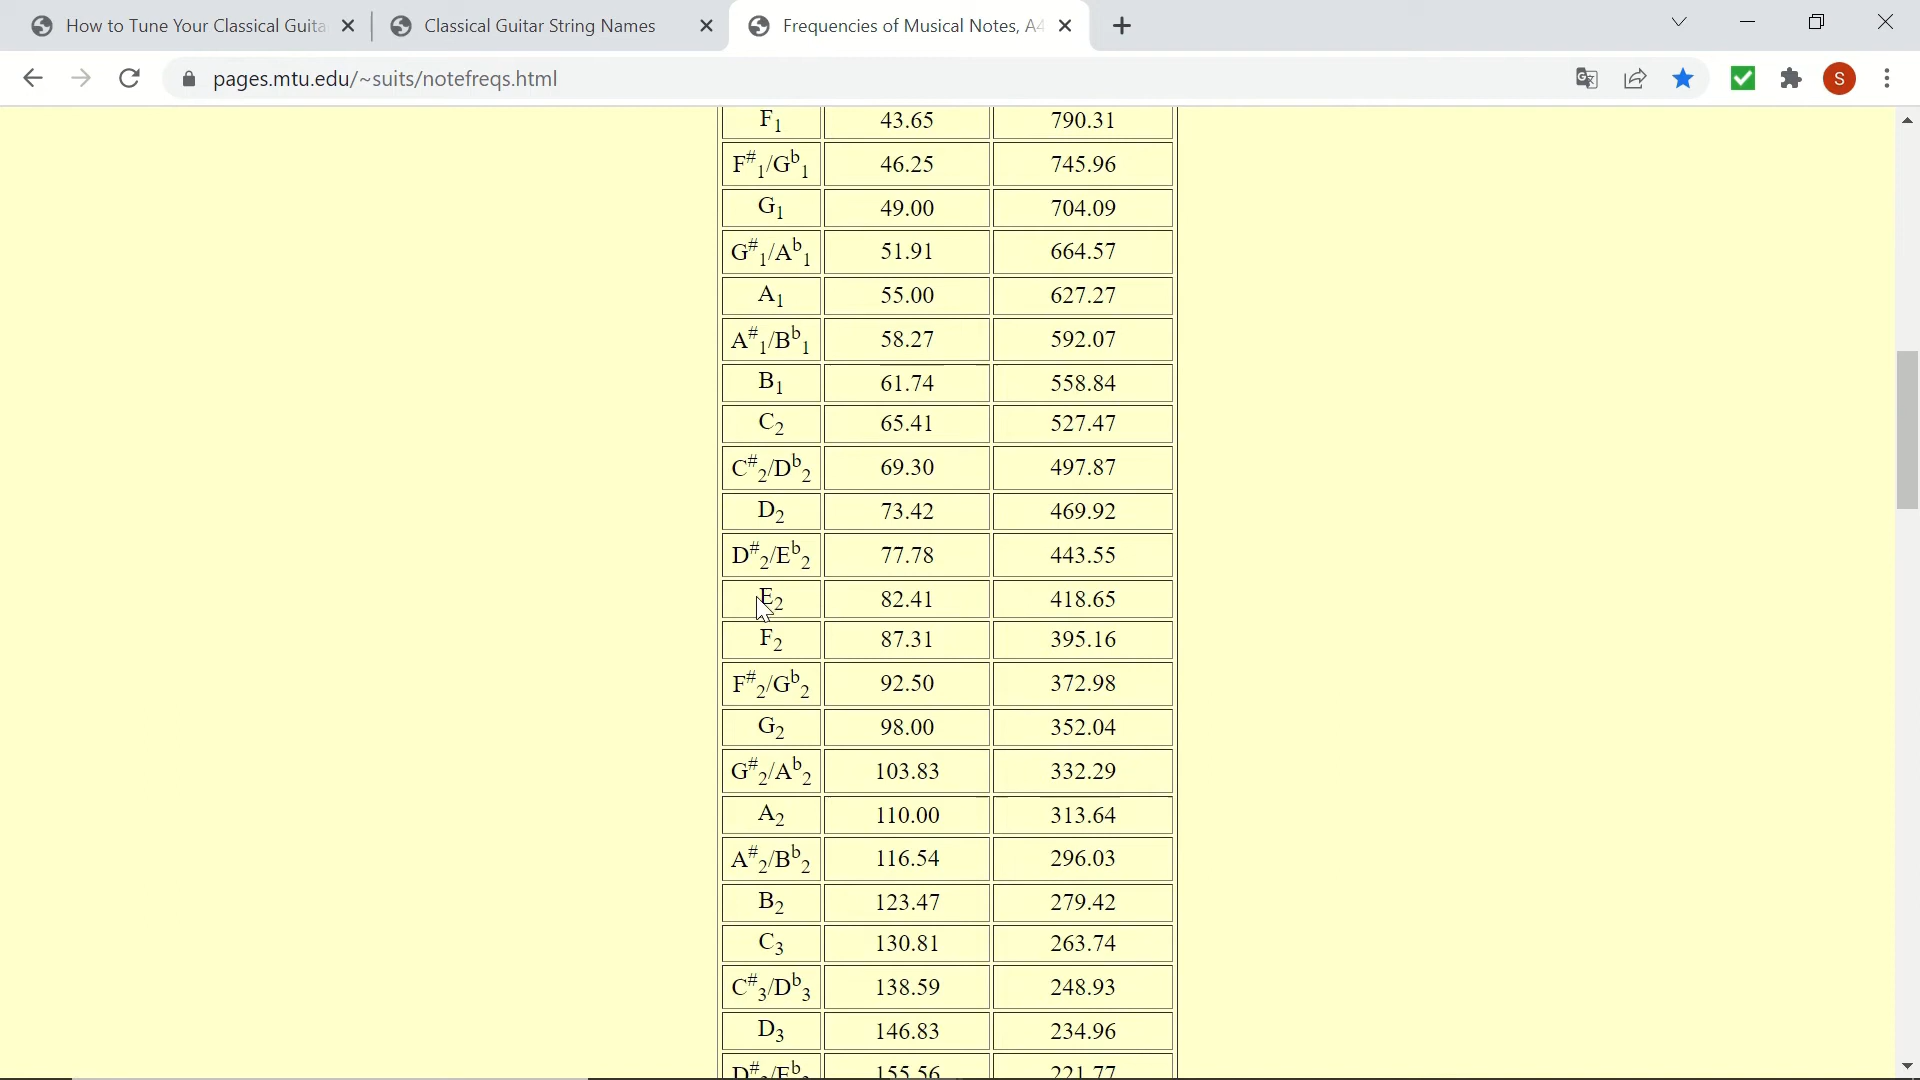 How to Tune Your Classical Guita
Classical Guitar String Names
Frequencies of Musical Notes, A4
pages.mtu.edu/~suits/notefreqs.html
S
F1 43.65 790.31
F#1/Gb1 46.25 745.96
G1 49.00 704.09
G#1/Ab1 51.91 664.57
A1 55.00 627.27
A#1/Bb1 58.27 592.07
B1 61.74 558.84
C2 65.41 527.47
C#2/Db2 69.30 497.87
D2 73.42 469.92
D#2/Eb2 77.78 443.55
E2 82.41 418.65
F2 87.31 395.16
F#2/Gb2 92.50 372.98
G2 98.00 352.04
G#2/Ab2 103.83 332.29
A2 110.00 313.64
A#2/Bb2 116.54 296.03
B2 123.47 279.42
C3 130.81 263.74
C#3/Db3 138.59 248.93
D3 146.83 234.96
D#3/Eb3 155.56 221.77